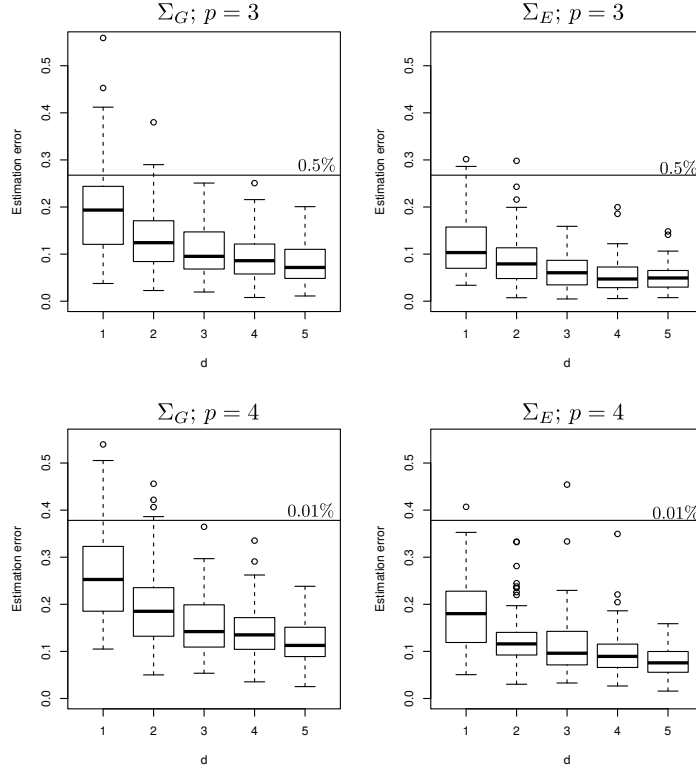 Σ_G; p = 3
Estimation error
0.0 0.1 0.2 0.3 0.4 0.5
0.5%
1 2 3 4 5
d
Σ_E; p = 3
Estimation error
0.0 0.1 0.2 0.3 0.4 0.5
0.5%
1 2 3 4 5
d
Σ_G; p = 4
Estimation error
0.0 0.1 0.2 0.3 0.4 0.5
0.01%
1 2 3 4 5
d
Σ_E; p = 4
Estimation error
0.0 0.1 0.2 0.3 0.4 0.5
0.01%
1 2 3 4 5
d